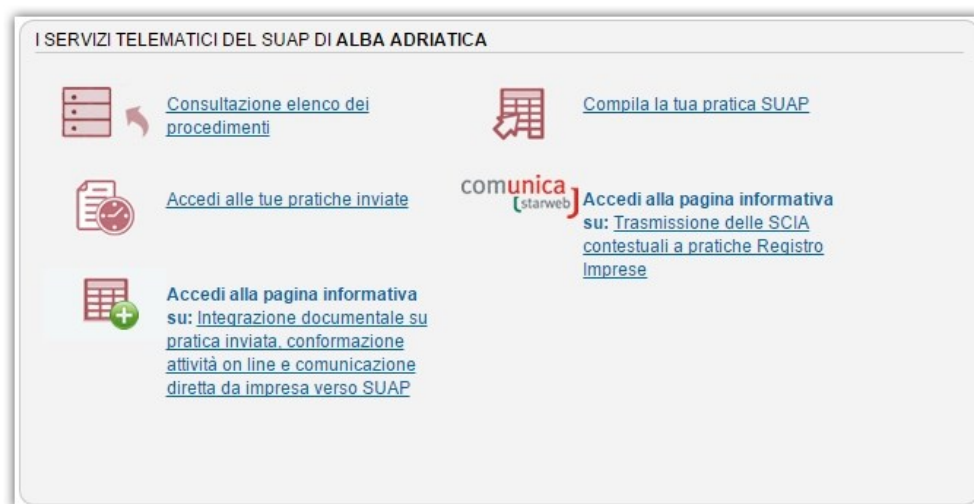 I SERVIZI TELEMATICI DEL SUAP DI ALBA ADRIATICA
Consultazione elenco dei
procedimenti
Compila la tua pratica SUAP
Accedi alle tue pratiche inviate
comunica
[starweb]
Accedi alla pagina informativa
su: Trasmissione delle SCIA
contestuali a pratiche Registro
Imprese
Accedi alla pagina informativa
su: Integrazione documentale su
pratica inviata, conformazione
attività on line e comunicazione
diretta da impresa verso SUAP